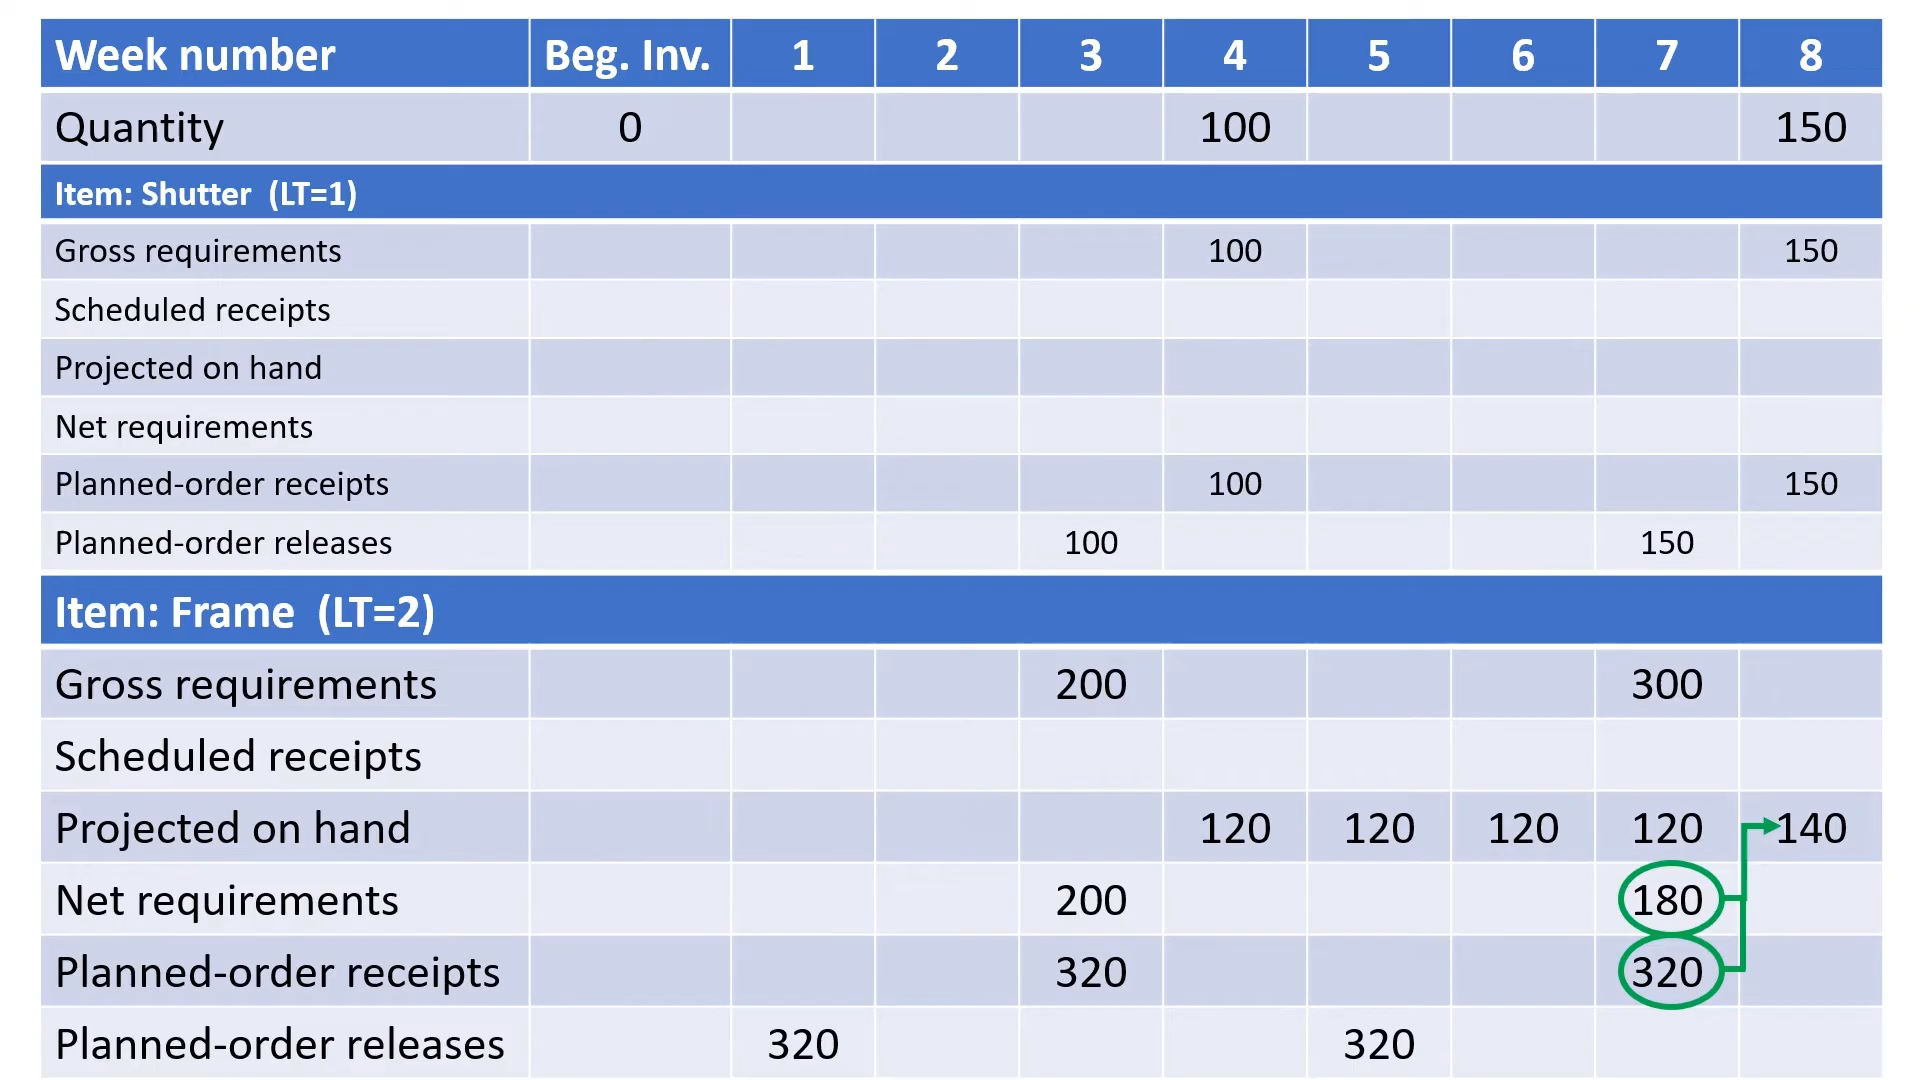 Week number Beg. Inv. 1 2 3 4 5 6 7 8
Quantity 0 100 150
Item: Shutter (LT=1)
Gross requirements 100 150
Scheduled receipts
Projected on hand
Net requirements
Planned-order receipts 100 150
Planned-order releases 100 150
Item: Frame (LT=2)
Gross requirements 200 300
Scheduled receipts
Projected on hand 120 120 120 120 140
Net requirements 200 180
Planned-order receipts 320 320
Planned-order releases 320 320